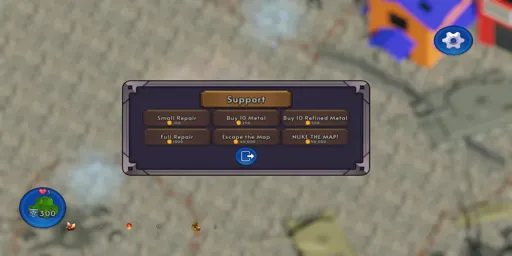 Support
Small Repair
Buy 10 Metal
Buy 10 Refined Metal
Full Repair
Escape the Map
NUKE THE MAP!
300